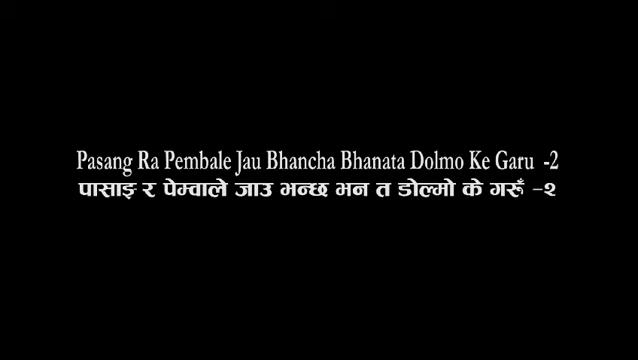 Pasang Ra Pembale Jau Bhancha Bhanata Dolmo Ke Garu -2
पासाङ र पेम्वाले जाउ भन्छ भन त डोल्मो के गरूँ -२